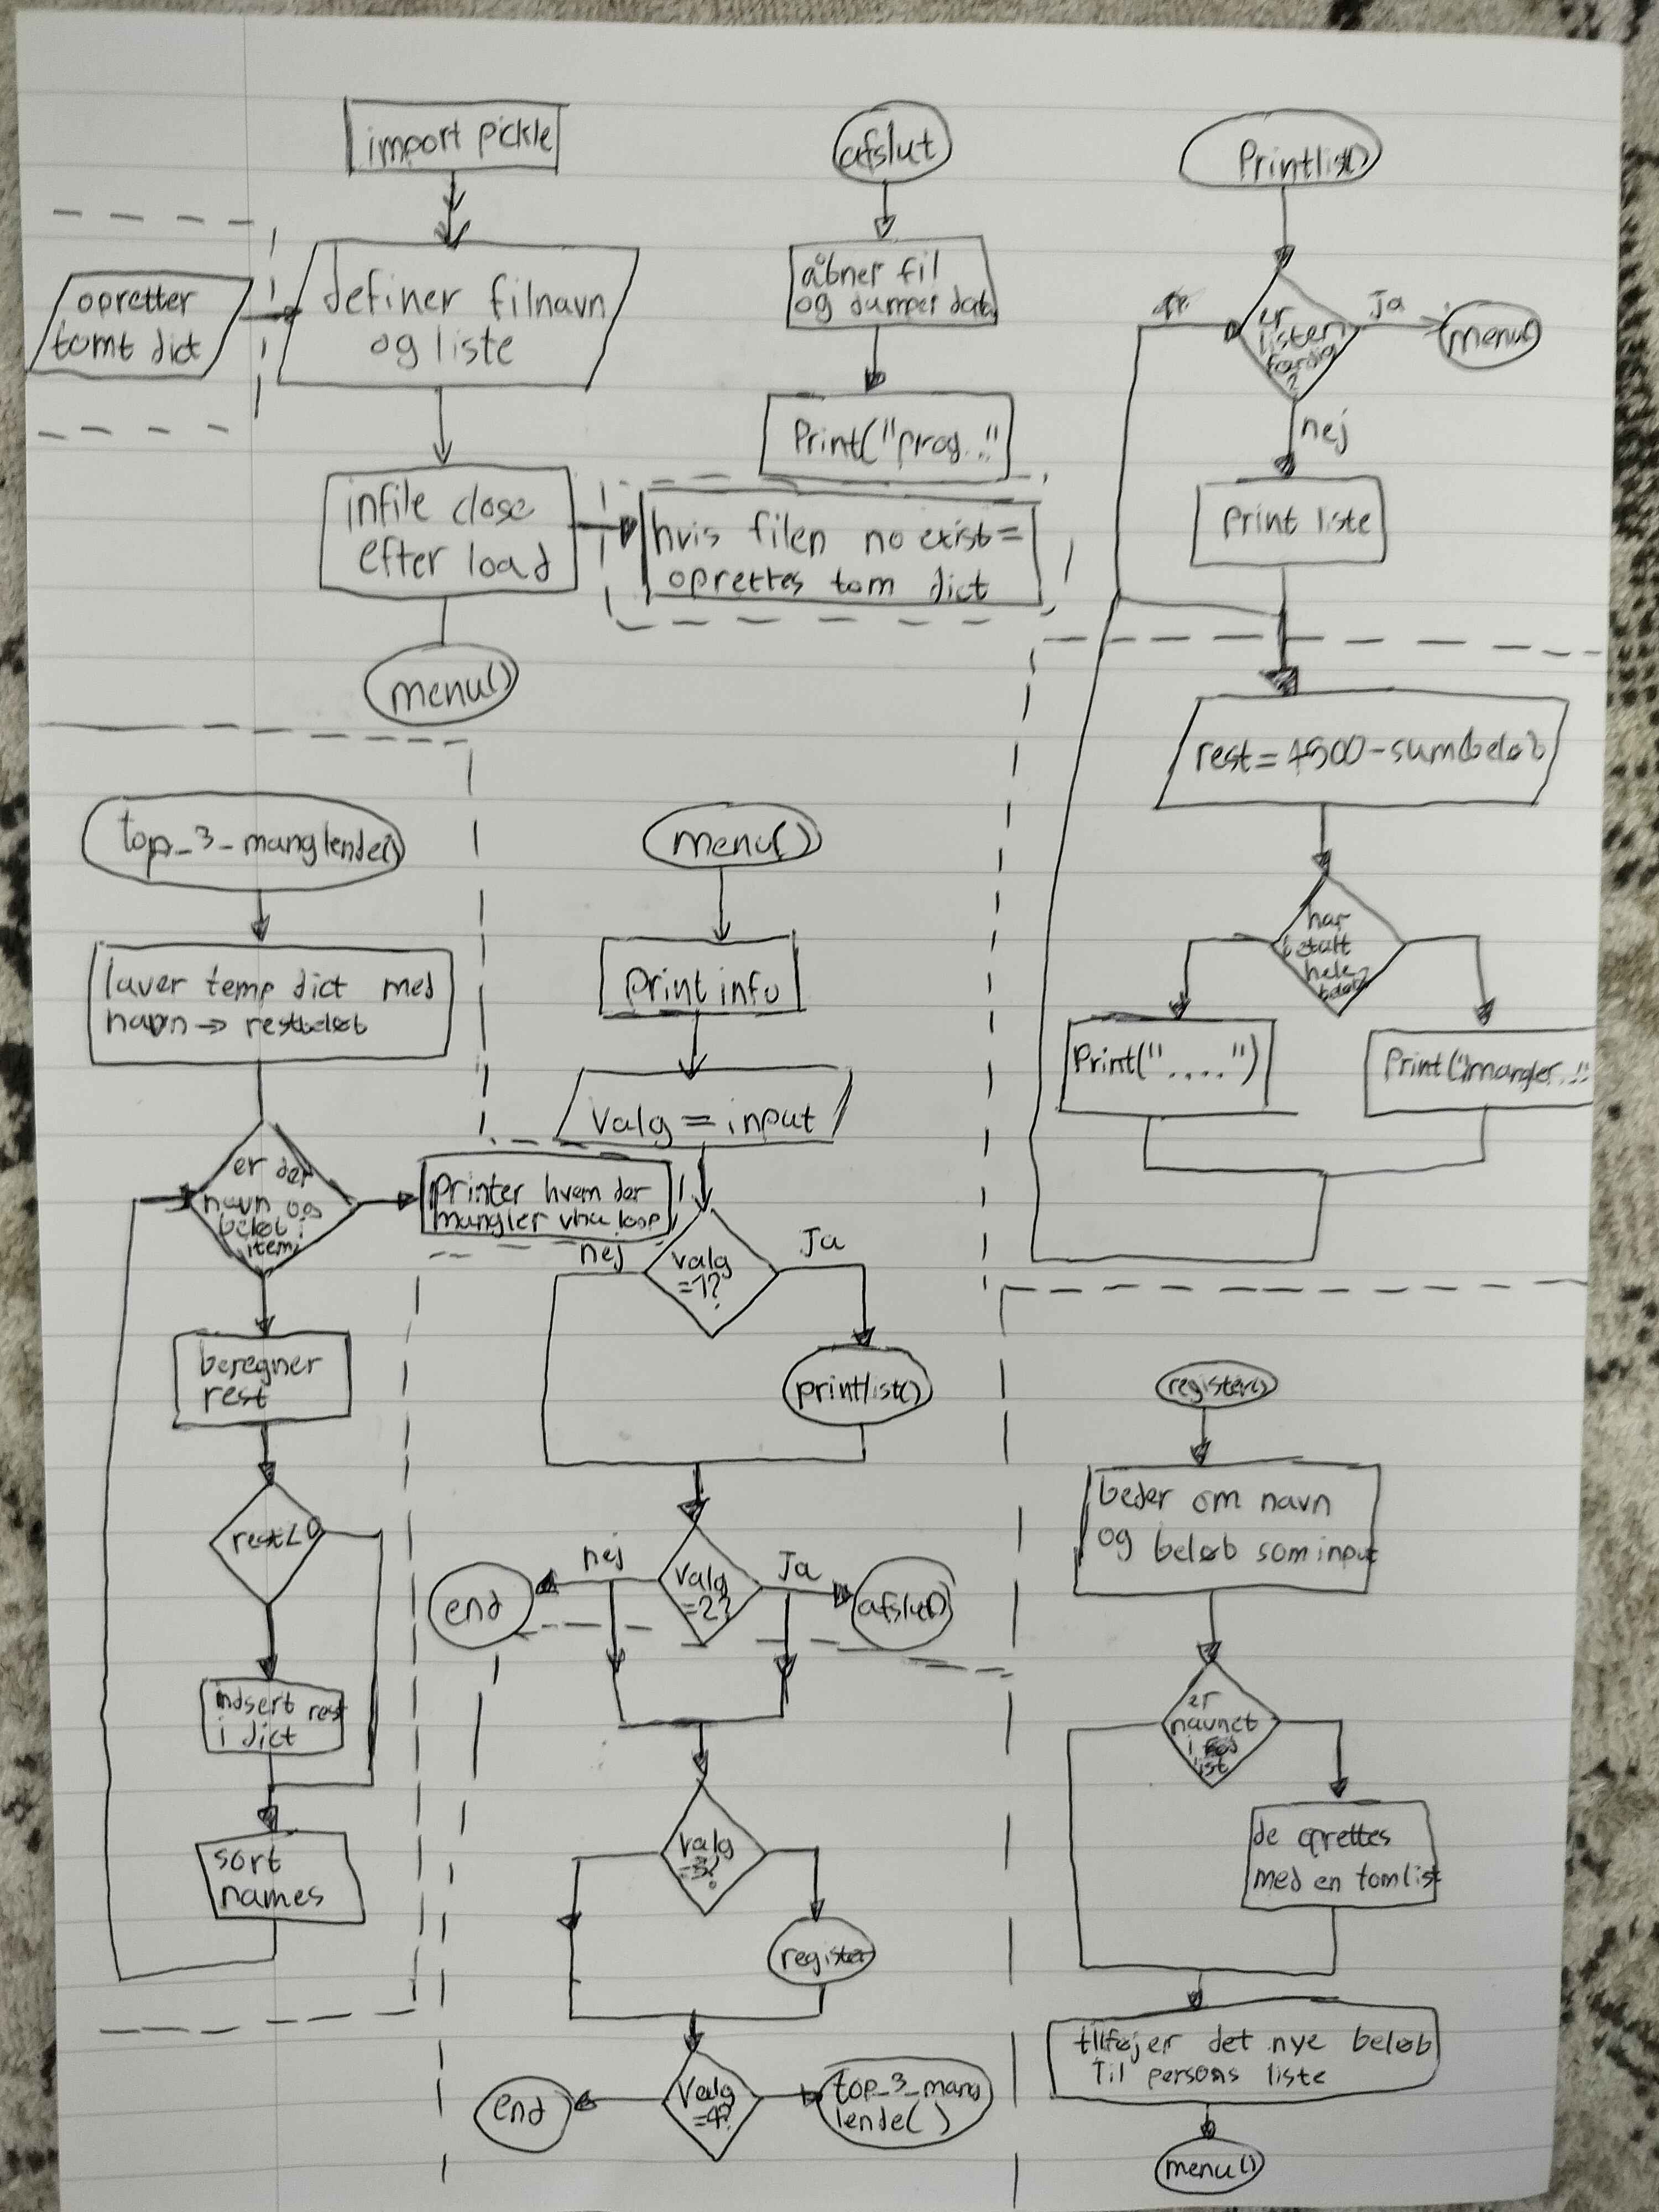 import pickle
opretter
tomt dict
definer filnavn
og liste
infile close
efter load
hvis filen no exist =
oprettes tom dict
menu()
afslut
åbner fil
og dumper data
Print("prog..."
Printlist()
er
listen
færdig
?
Ja
menu()
nej
print liste
rest = 4500-sum(beløb
har
betalt
hele
beløb?
Print("....")
Print("mangler..."
top_3_manglende()
laver temp dict med
navn -> restbeløb
er der
navn og
beløb i
item
printer hvem der
mangler vha loop
beregner
rest
rest<0
indsert rest
i dict
sort
names
menu()
print info
Valg = input
nej
valg
=1?
Ja
printlist()
nej
valg
=2?
Ja
end
afslut()
valg
=3?
register
Valg
=4?
end
top_3_mang
lende()
register()
beder om navn
og beløb som input
er
navnet
i
list
de oprettes
med en tom list
tilføjer det nye beløb
Til persons liste
menu()